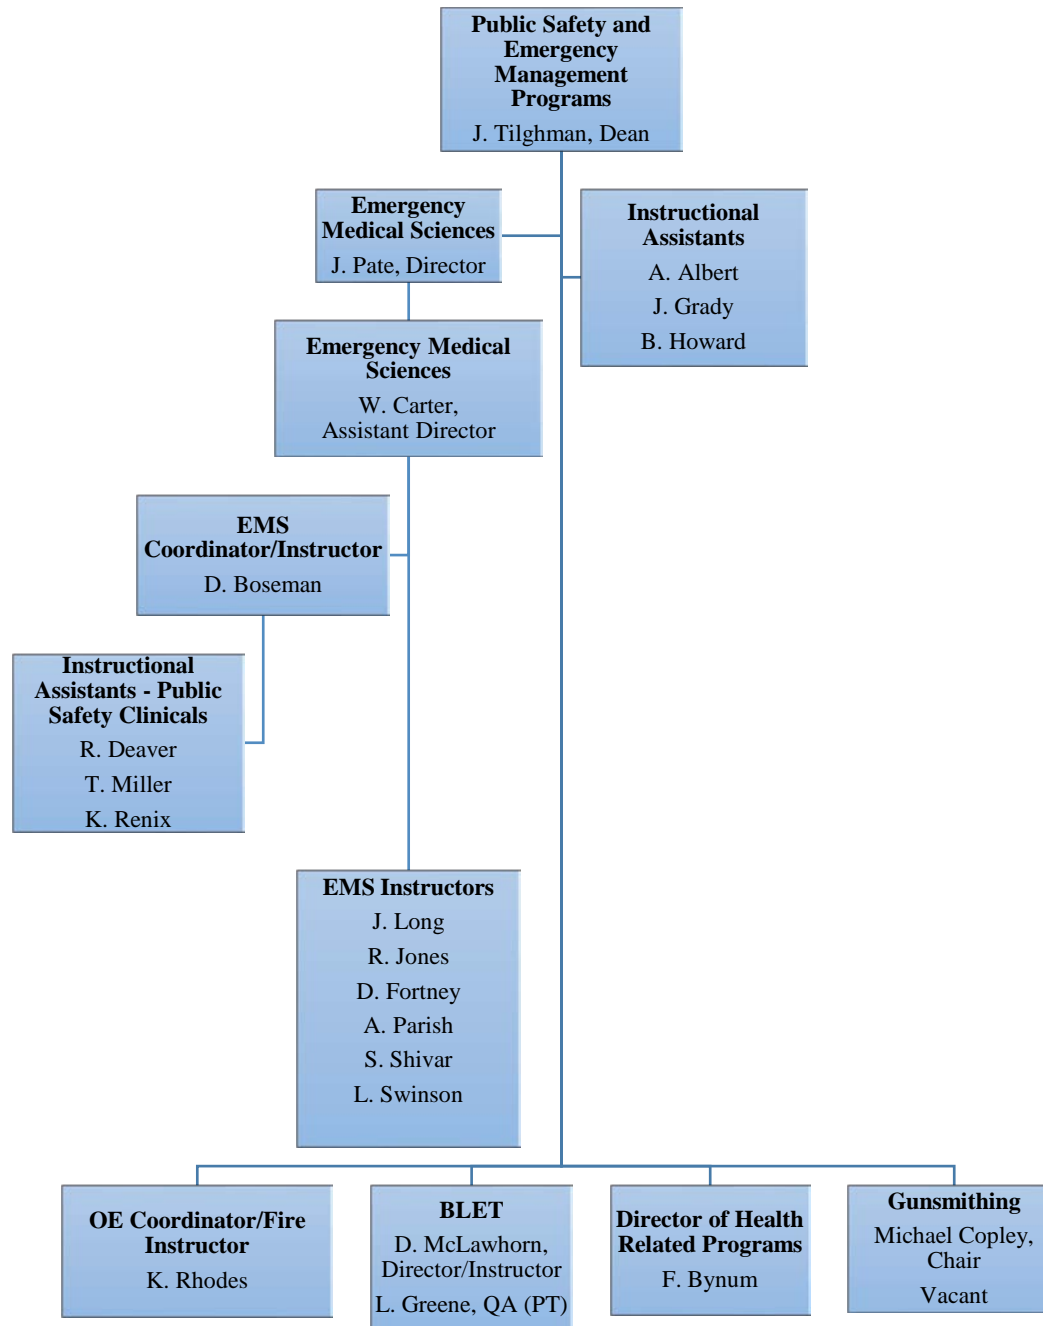 Public Safety and
Emergency
Management
Programs
J. Tilghman, Dean
Emergency
Medical Sciences
J. Pate, Director
Instructional
Assistants
A. Albert
J. Grady
B. Howard
Emergency Medical
Sciences
W. Carter,
Assistant Director
EMS
Coordinator/Instructor
D. Boseman
Instructional
Assistants - Public
Safety Clinicals
R. Deaver
T. Miller
K. Renix
EMS Instructors
J. Long
R. Jones
D. Fortney
A. Parish
S. Shivar
L. Swinson
OE Coordinator/Fire
Instructor
K. Rhodes
BLET
D. McLawhorn,
Director/Instructor
L. Greene, QA (PT)
Director of Health
Related Programs
F. Bynum
Gunsmithing
Michael Copley,
Chair
Vacant